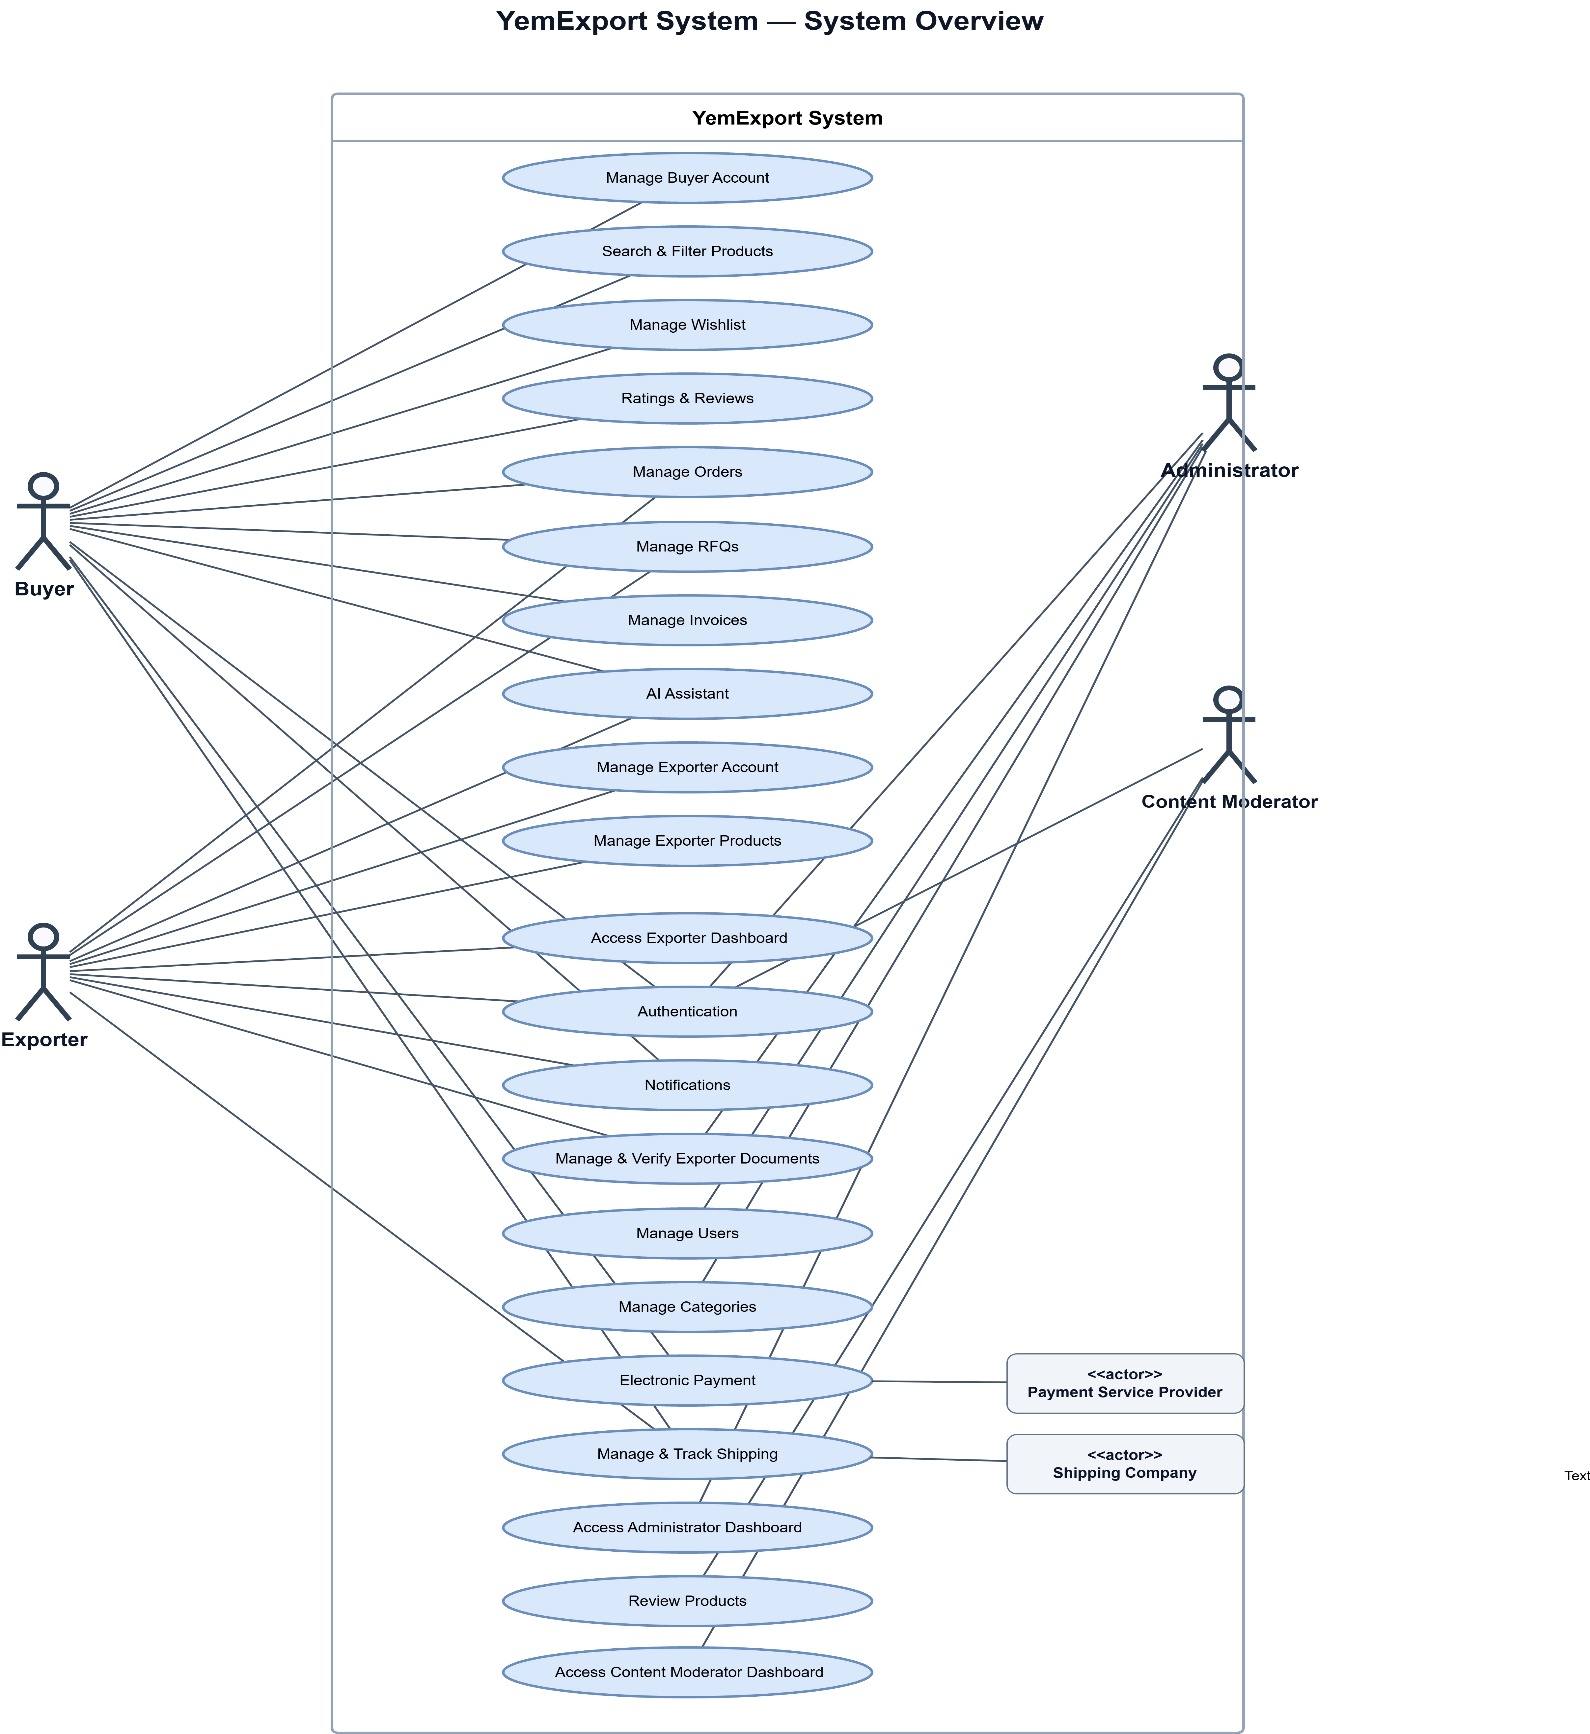 YemExport System — System Overview
YemExport System
Manage Buyer Account
Search & Filter Products
Manage Wishlist
Ratings & Reviews
Manage Orders
Administrator
Manage RFQs
Buyer
Manage Invoices
AI Assistant
Manage Exporter Account
Content Moderator
Manage Exporter Products
Access Exporter Dashboard
Authentication
Exporter
Notifications
Manage & Verify Exporter Documents
Manage Users
Manage Categories
Electronic Payment
<<actor>>
Payment Service Provider
Manage & Track Shipping
<<actor>>
Shipping Company
Text
Access Administrator Dashboard
Review Products
Access Content Moderator Dashboard